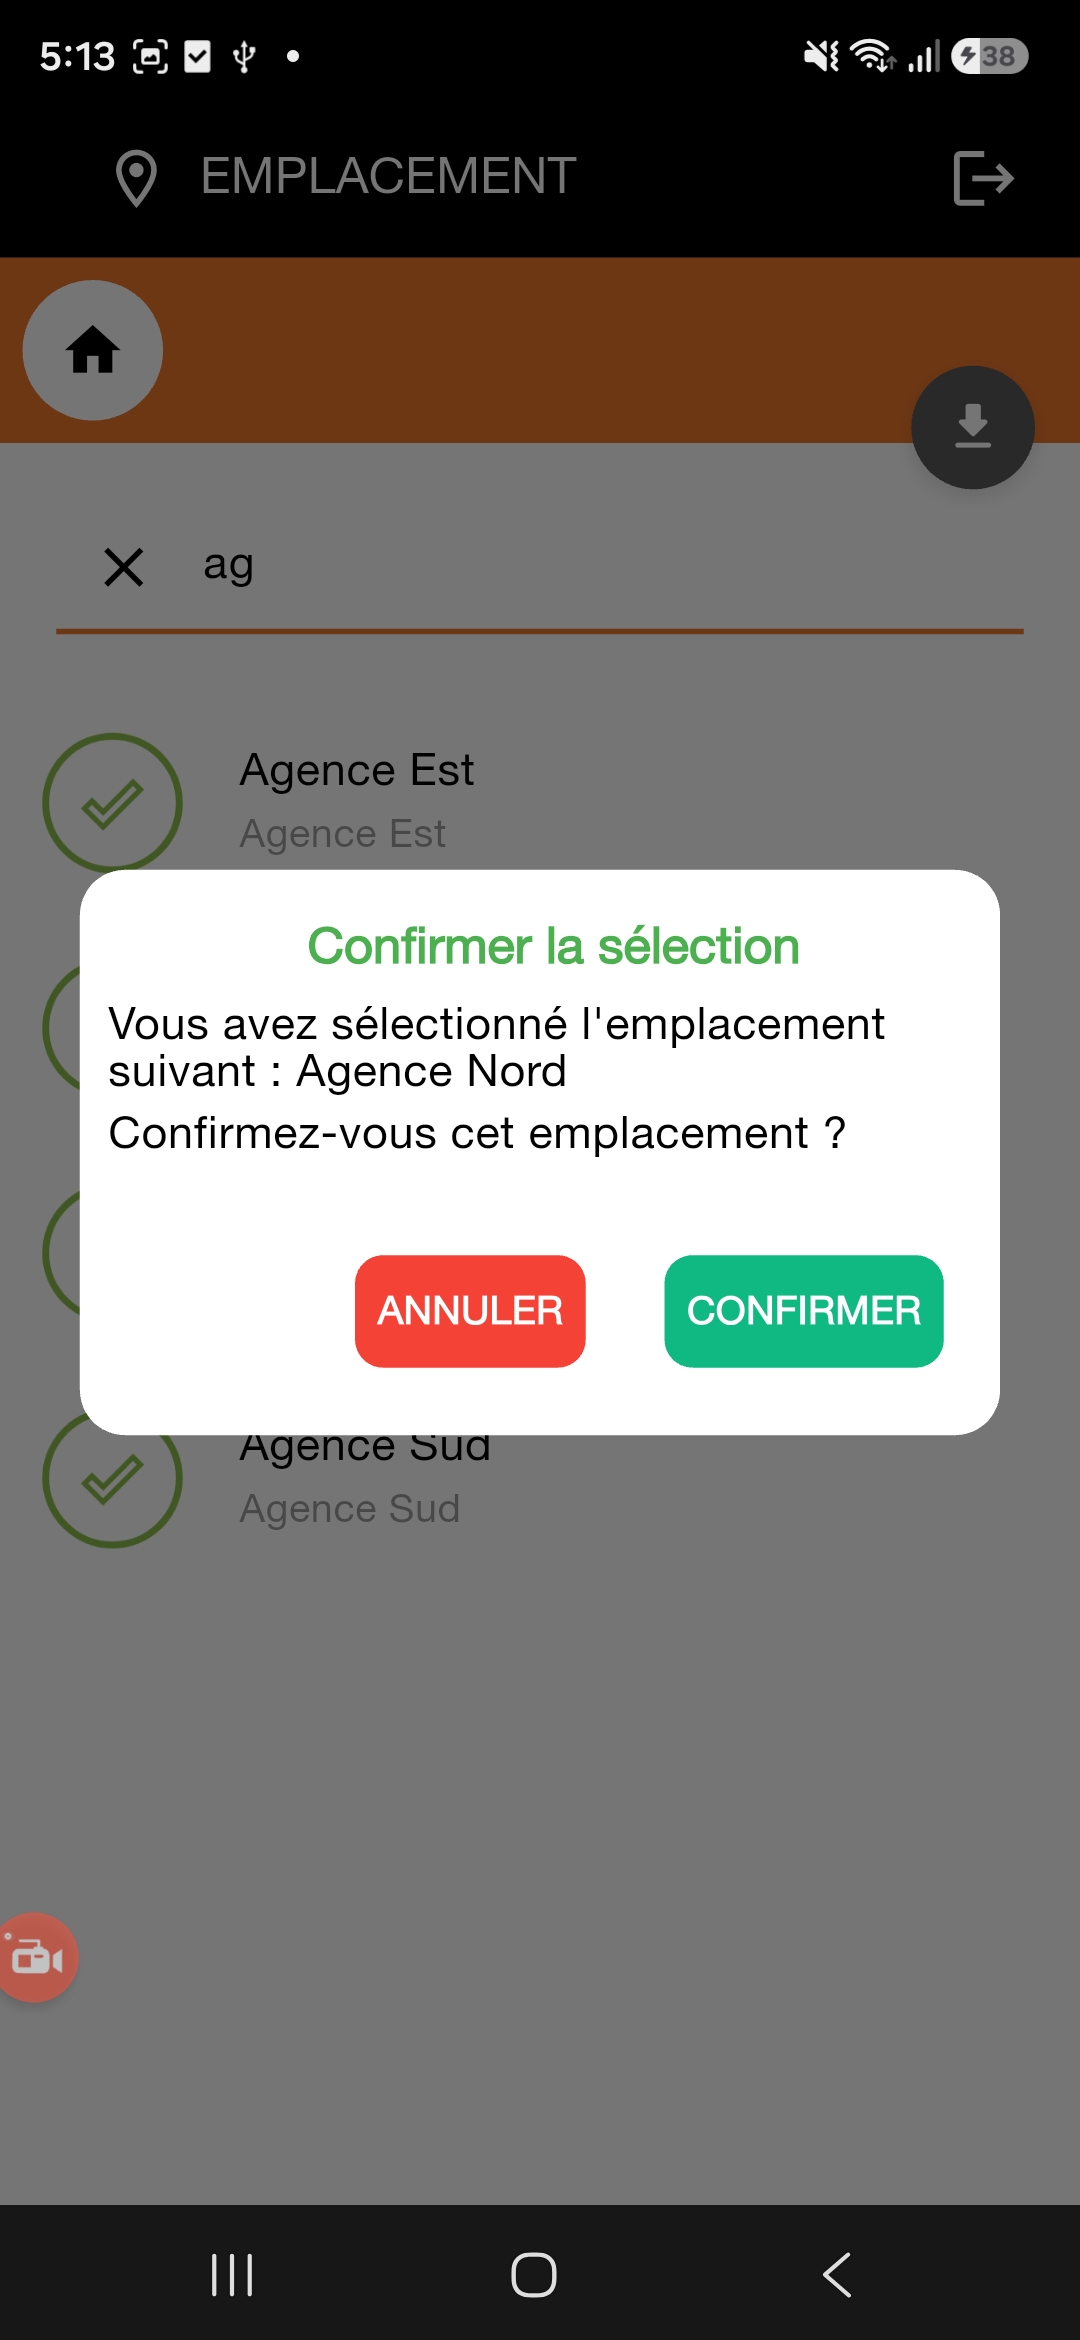 5:13
38
EMPLACEMENT
ag
Agence Est
Agence Est
Confirmer la sélection
Vous avez sélectionné l'emplacement
suivant : Agence Nord
Confirmez-vous cet emplacement ?
ANNULER
CONFIRMER
Agence Sud
Agence Sud